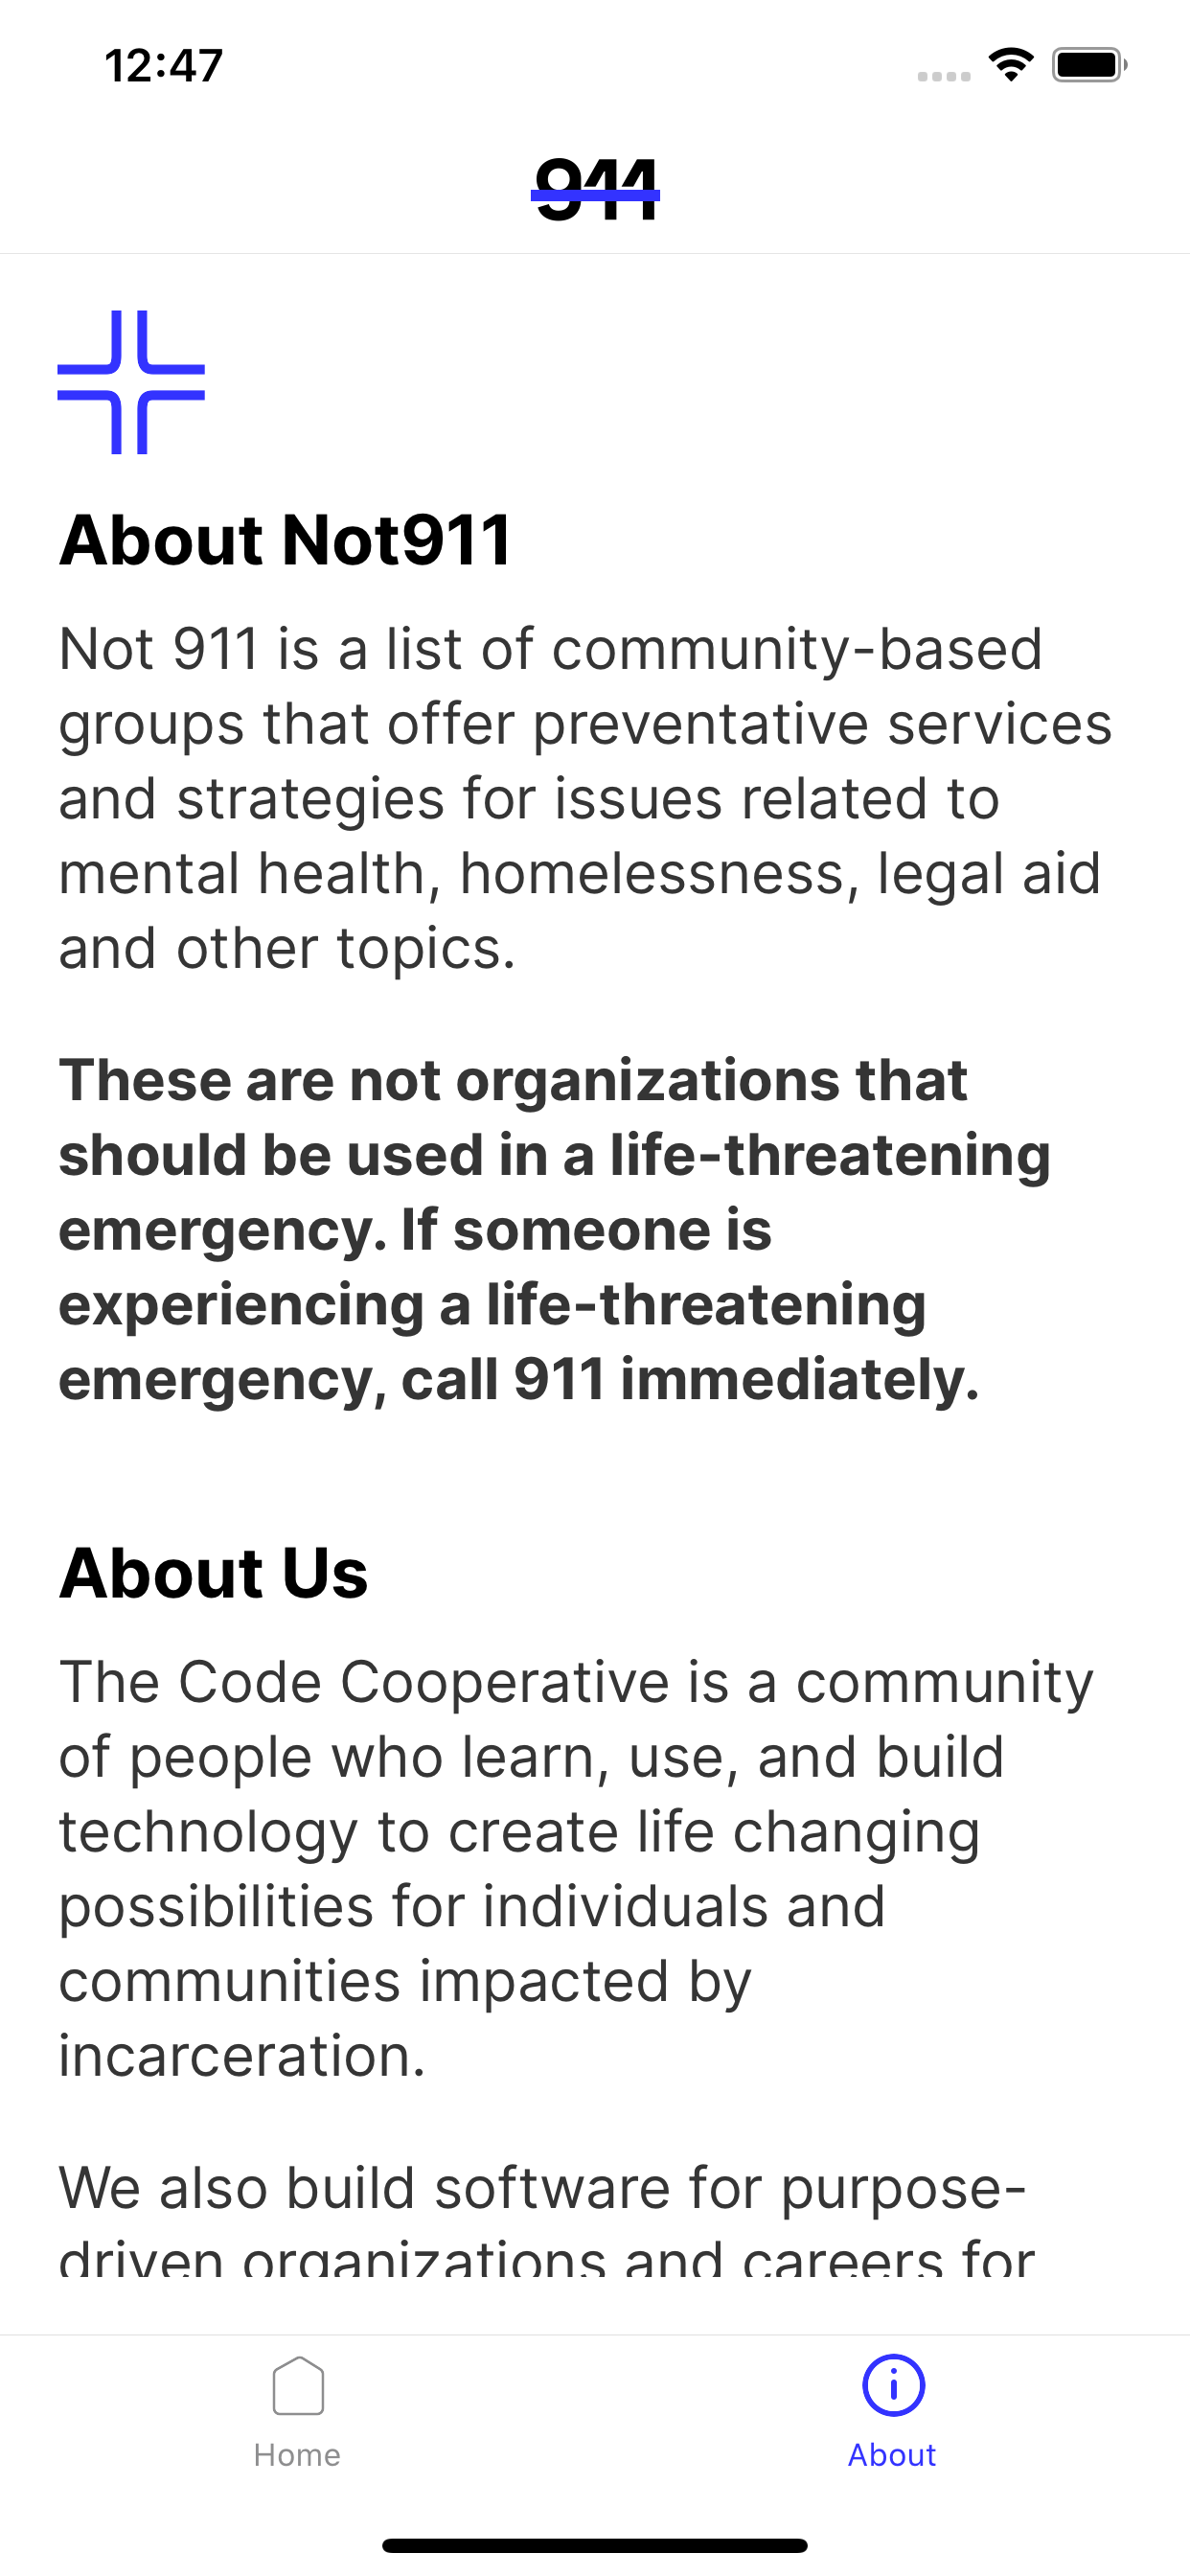 12:47
911
About Not911
Not 911 is a list of community-based
groups that offer preventative services
and strategies for issues related to
mental health, homelessness, legal aid
and other topics.
These are not organizations that
should be used in a life-threatening
emergency. If someone is
experiencing a life-threatening
emergency, call 911 immediately.
About Us
The Code Cooperative is a community
of people who learn, use, and build
technology to create life changing
possibilities for individuals and
communities impacted by
incarceration.
We also build software for purpose-
driven organizations and careers for
Home
About